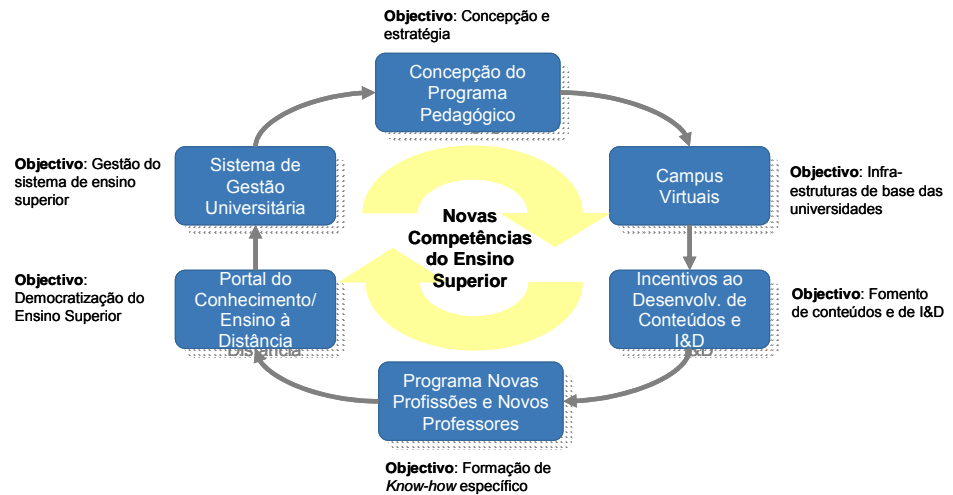 Objectivo: Concepção e
estratégia
Concepção do
Programa
Pedagógico
Objectivo: Gestão do
sistema de ensino
superior
Sistema de
Gestão
Universitária
Campus
Virtuais
Objectivo: Infra-
estruturas de base das
universidades
Novas
Competências
do Ensino
Superior
Objectivo:
Democratização do
Ensino Superior
Portal do
Conhecimento/
Ensino à
Distância
Incentivos ao
Desenvolv. de
Conteúdos e
I&D
Objectivo: Fomento
de conteúdos e de I&D
Programa Novas
Profissões e Novos
Professores
Objectivo: Formação de
Know-how específico